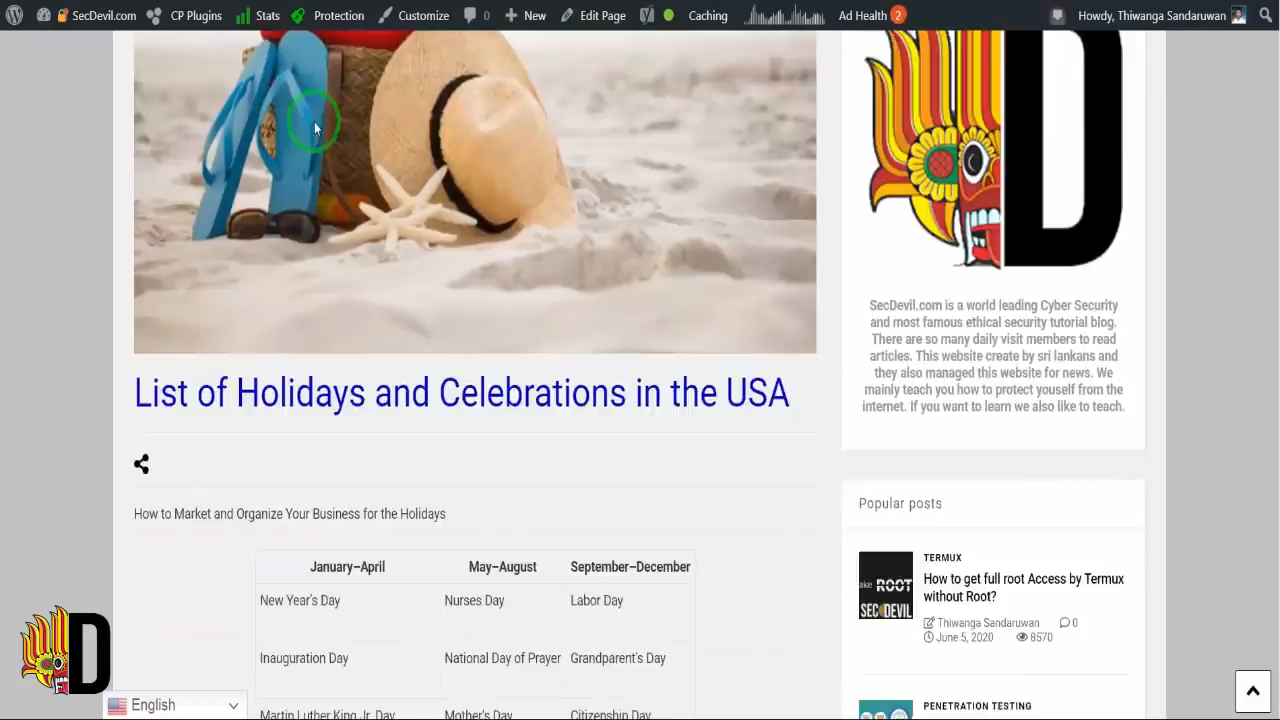 SecDevil.com
CP Plugins
Stats
Protection
Customize
0
New
Edit Page
Caching
Ad Health 2
Howdy, Thiwanga Sandaruwan
D
SecDevil.com is a world leading Cyber Security
and most famous ethical security tutorial blog.
There are so many daily visit members to read
articles. This website create by sri lankans and
they also managed this website for news. We
mainly teach you how to protect youself from the
internet. If you want to learn we also like to teach.
List of Holidays and Celebrations in the USA
How to Market and Organize Your Business for the Holidays
January–April May–August September–December
New Year's Day Nurses Day Labor Day
Inauguration Day National Day of Prayer Grandparent's Day
Martin Luther King Jr. Day Mother's Day Citizenship Day
Popular posts
ROOT
SECDEVIL
TERMUX
How to get full root Access by Termux
without Root?
Thiwanga Sandaruwan 0
June 5, 2020 8570
PENETRATION TESTING
D
English